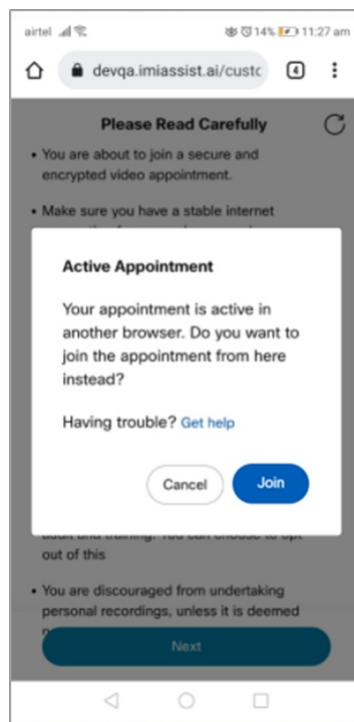 airtel 14% 11:27 am
devqa.imiassist.ai/custc 4
Please Read Carefully
• You are about to join a secure and
encrypted video appointment.
• Make sure you have a stable internet
Active Appointment
Your appointment is active in
another browser. Do you want to
join the appointment from here
instead?
Having trouble? Get help
Cancel Join
audit and training. You can choose to opt
out of this
• You are discouraged from undertaking
personal recordings, unless it is deemed
Next